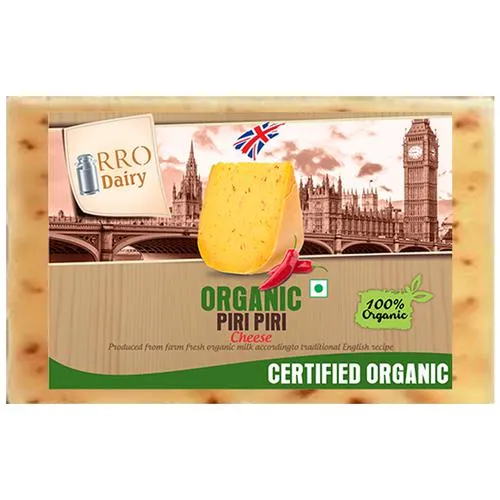 RRO
Dairy
ORGANIC
PIRI PIRI
Cheese
100%
Organic
Produced from farm fresh organic milk accordingto traditional English recipe
CERTIFIED ORGANIC